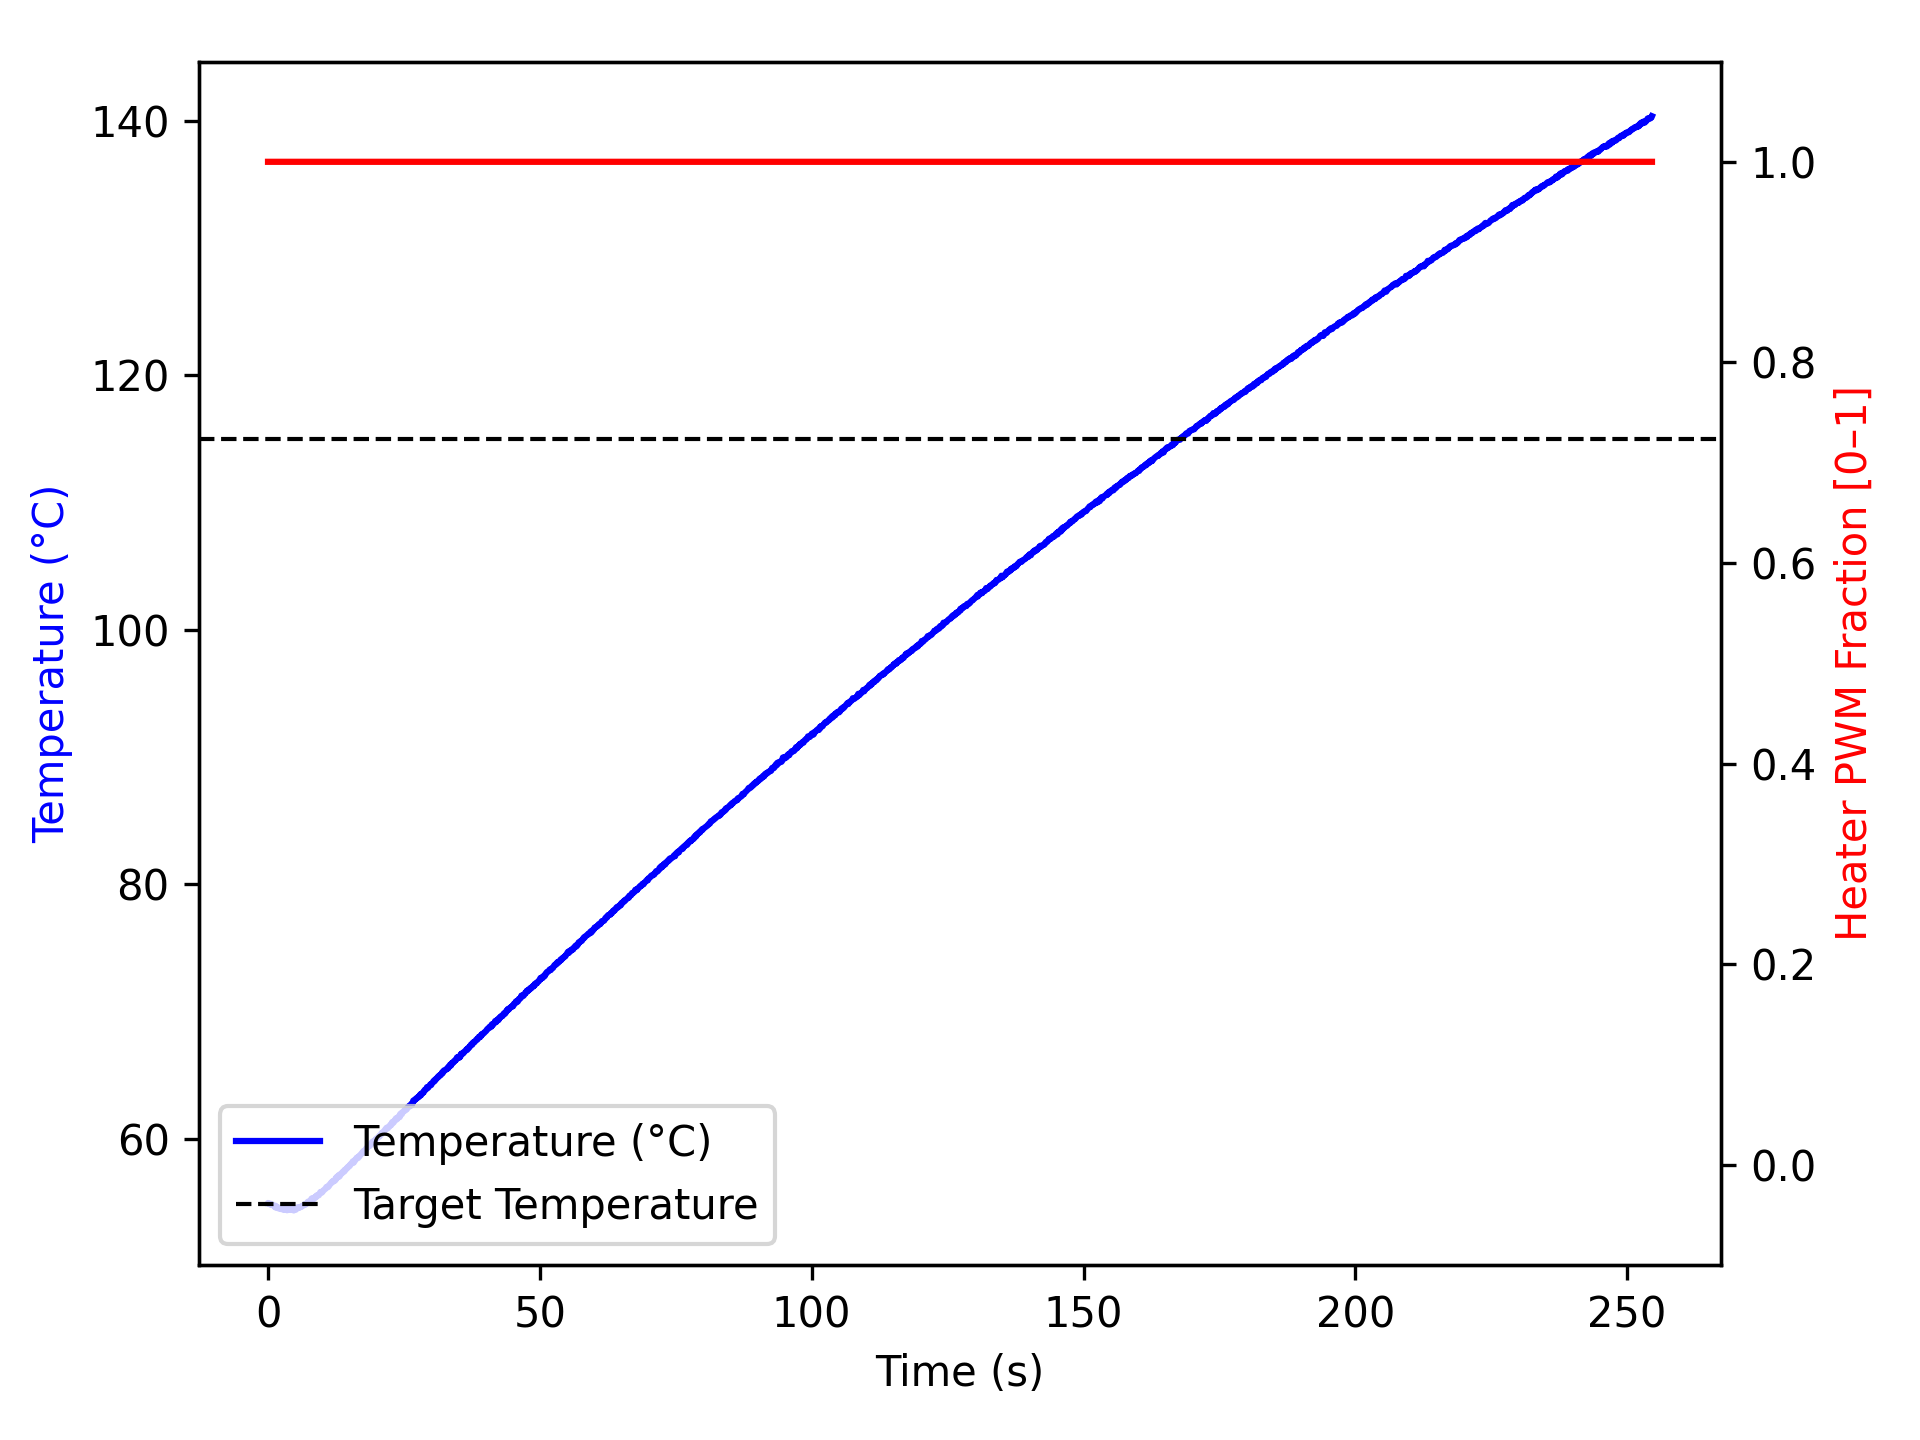 140
120
100
80
60
Temperature (°C)
1.0
0.8
0.6
0.4
0.2
0.0
Heater PWM Fraction [0–1]
Temperature (°C)
Target Temperature
0 50 100 150 200 250
Time (s)